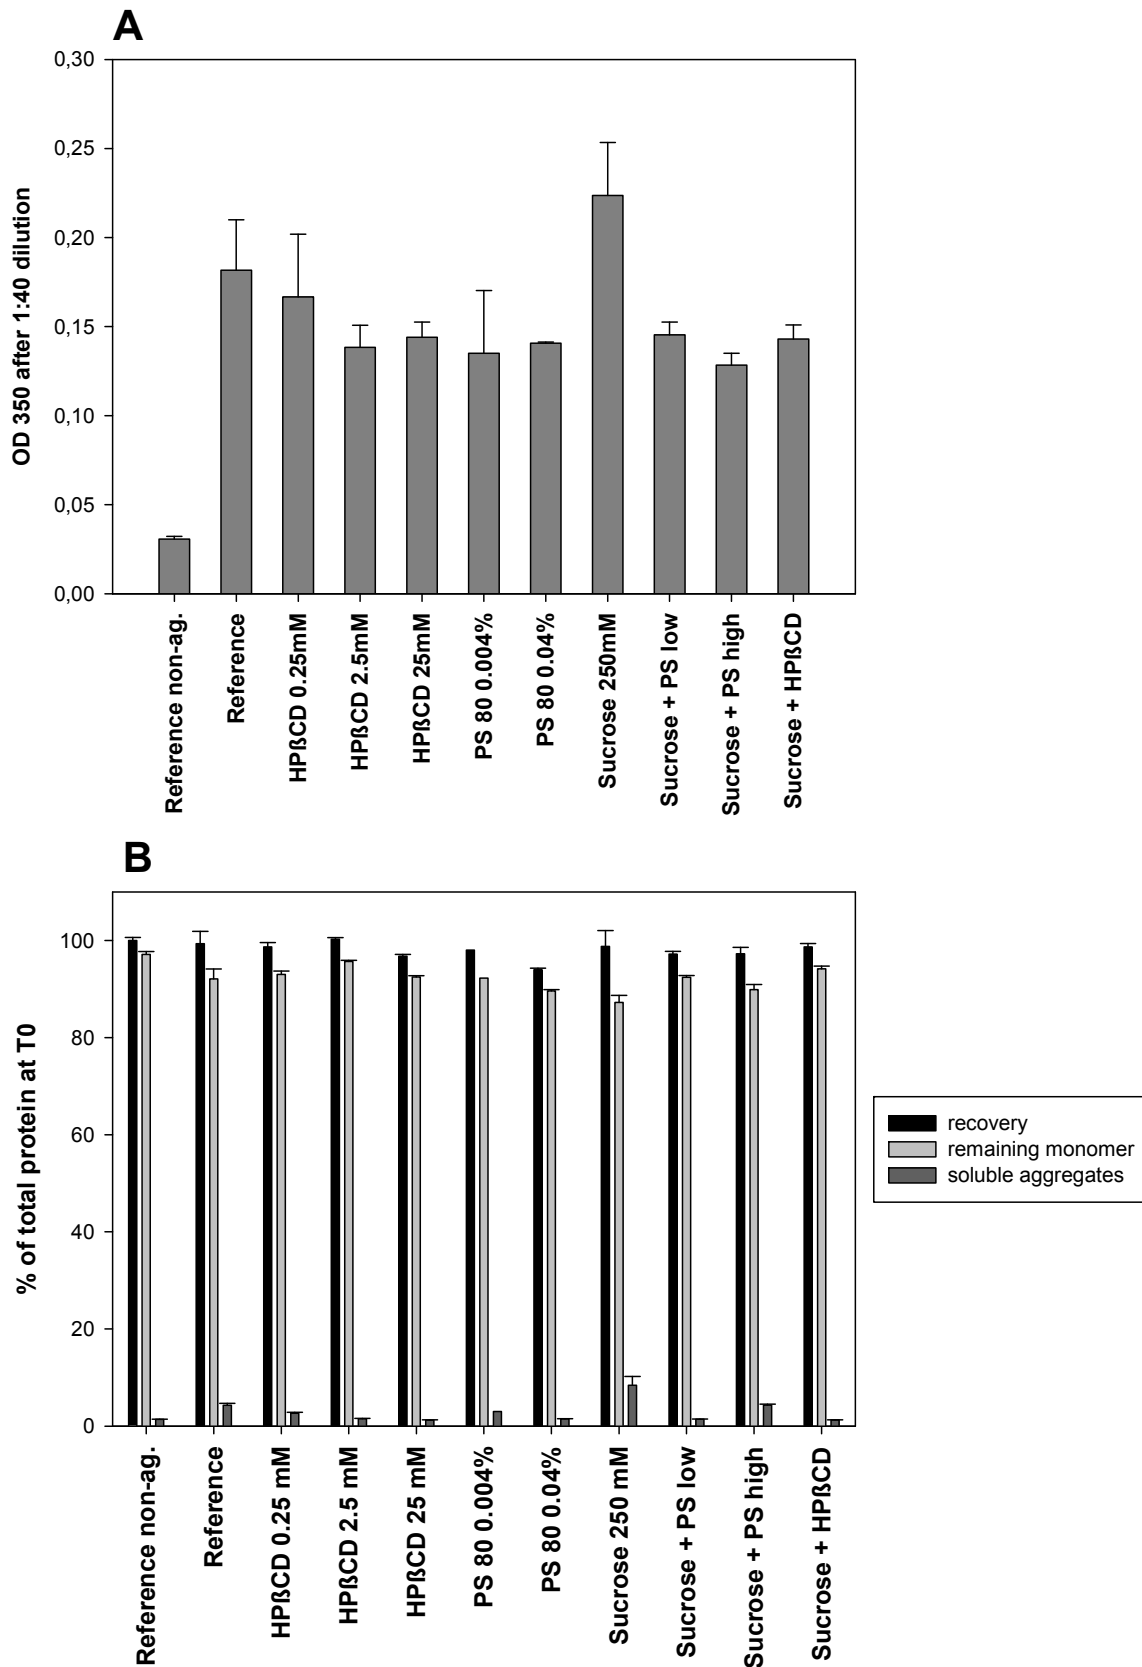 A
0,30
0,25
0,20
0,15
0,10
0,05
0,00
OD 350 after 1:40 dilution
Reference non-ag.
Reference
HPßCD 0.25mM
HPßCD 2.5mM
HPßCD 25mM
PS 80 0.004%
PS 80 0.04%
Sucrose 250mM
Sucrose + PS low
Sucrose + PS high
Sucrose + HPßCD
B
100
80
60
40
20
0
% of total protein at T0
Reference non-ag.
Reference
HPßCD 0.25 mM
HPßCD 2.5 mM
HPßCD 25 mM
PS 80 0.004%
PS 80 0.04%
Sucrose 250 mM
Sucrose + PS low
Sucrose + PS high
Sucrose + HPßCD
recovery
remaining monomer
soluble aggregates